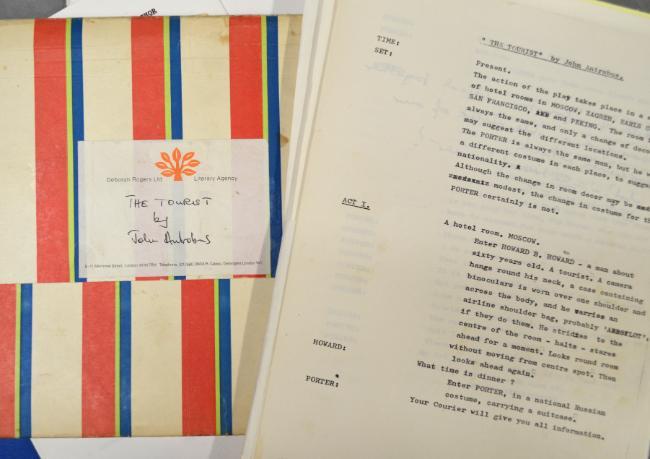 THOR
Deborah Rogers Ltd Literary Agency
THE TOURIST
by
John Antrobus
"THE TOURIST" by John Antrobus.
TIME:
Present.
SET:
The action of the play takes place in a
of hotel rooms in MOSCOW, ZAGREB, EARLS
SAN FRANCISCO, AND and PEKING. The room
always the same, and only a change of deco
may suggest the different locations.
The PORTER is always the same man, but he w
a different costume in each place, to sugge
nationality.
Although the change in room decor may be
modest, the change in costume for th
PORTER certainly is not.
ACT I.
A hotel room. MOSCOW.
Enter HOWARD B. HOWARD - a man about
sixty years old. A tourist. A camera
hangs round his neck, a case containing
binoculars is worn over one shoulder and
across the body, and he carries an
airline shoulder bag, probably 'AEROFLOT',
if they do them. He strides to the
centre of the room - halts - stares
ahead for a moment. Looks round room
without moving from centre spot. Then
looks ahead again.
HOWARD:
What time is dinner ?
Enter PORTER, in a national Russian
costume, carrying a suitcase.
PORTER:
Your Courier will give you all information.